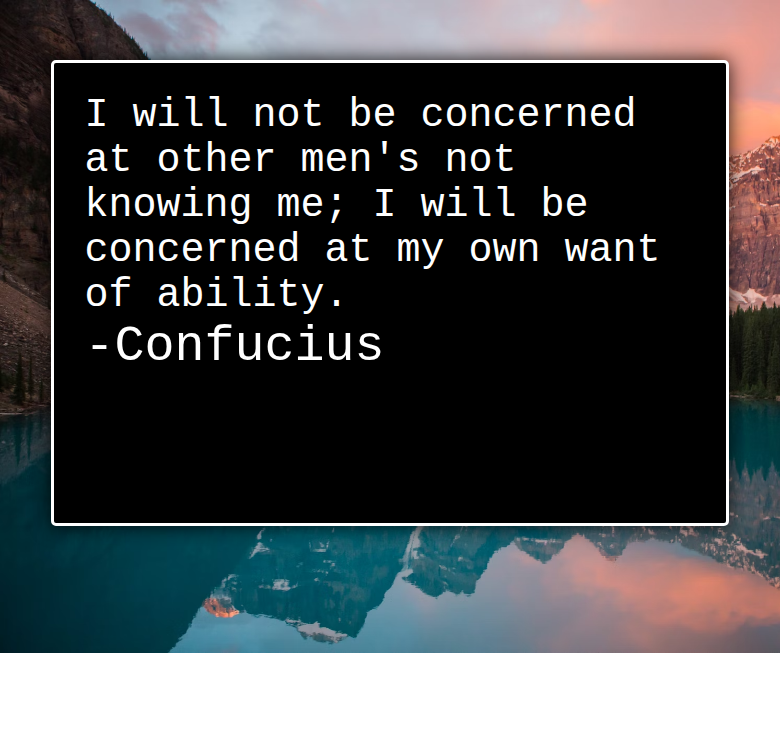 I will not be concerned
at other men's not
knowing me; I will be
concerned at my own want
of ability.
-Confucius